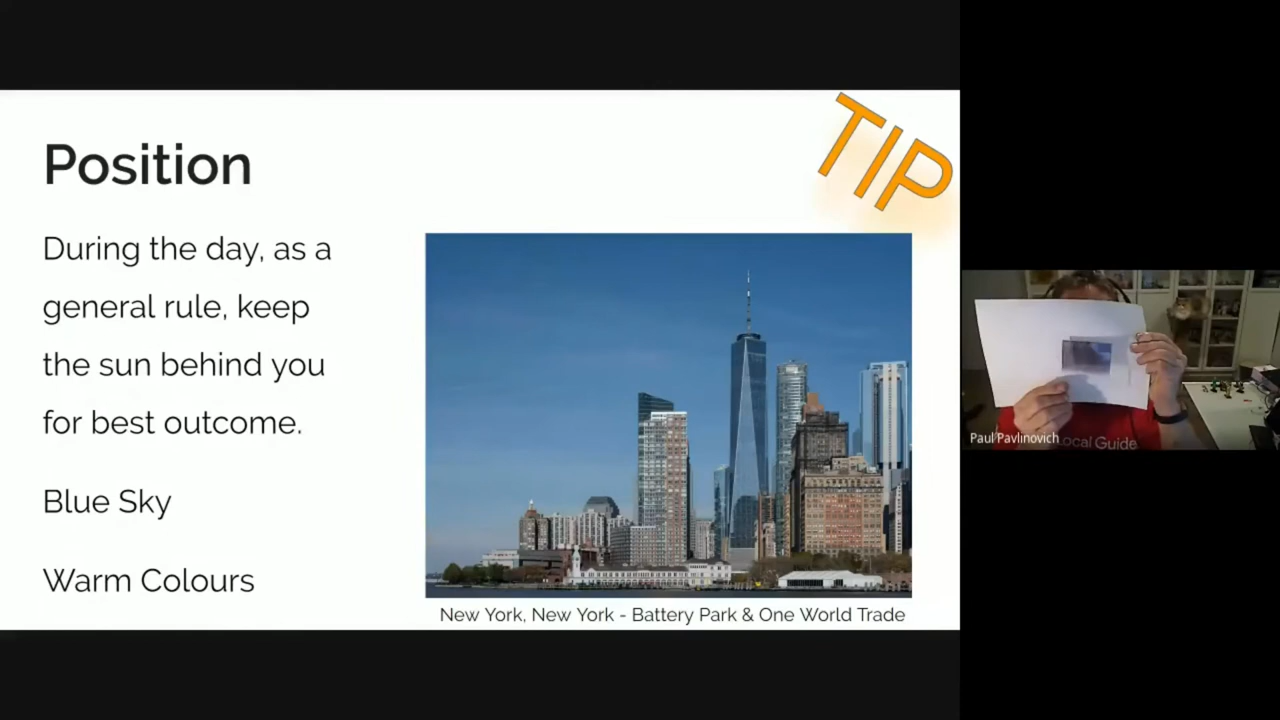 TIP
Position
During the day, as a
general rule, keep
the sun behind you
for best outcome.
Blue Sky
Warm Colours
New York, New York - Battery Park & One World Trade
Paul Pavlinovich
Local Guide